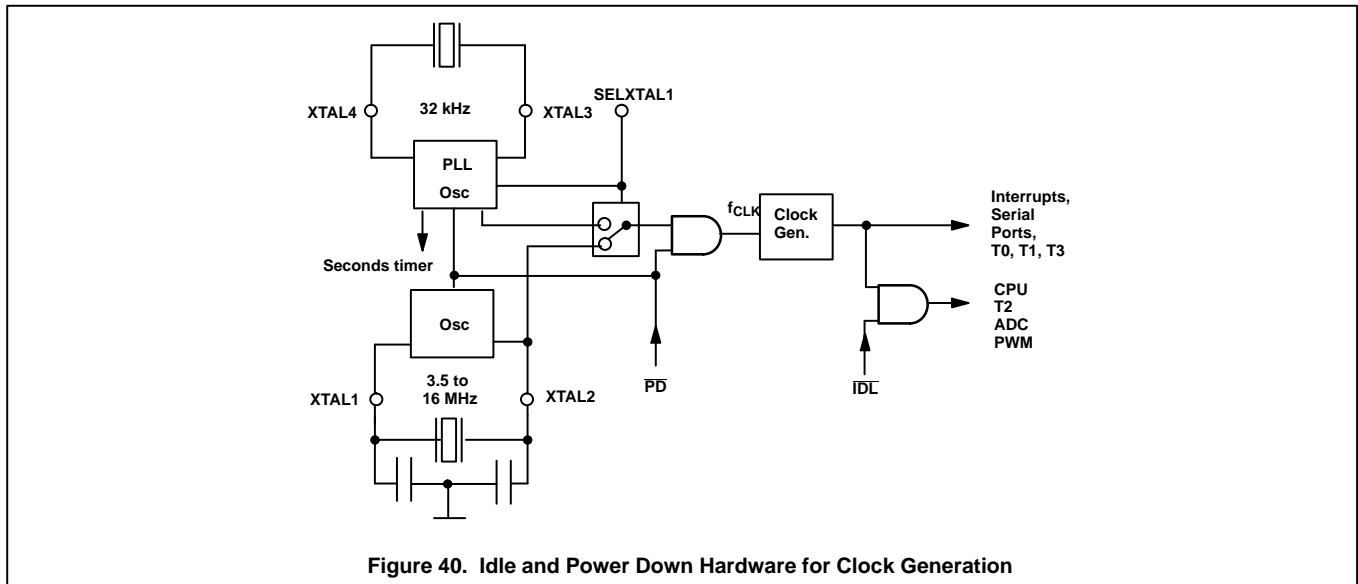 XTAL4
32 kHz
XTAL3
SELXTAL1
PLL
Osc
Seconds timer
fCLK
Clock
Gen.
Interrupts,
Serial
Ports,
T0, T1, T3
CPU
T2
ADC
PWM
Osc
PD
IDL
XTAL1
3.5 to
16 MHz
XTAL2
Figure 40. Idle and Power Down Hardware for Clock Generation